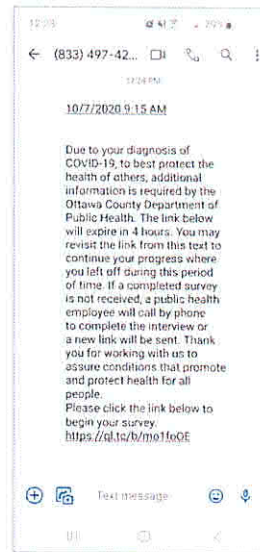 12:28
(833) 497-42...
12:24 PM
10/7/2020 9:15 AM
Due to your diagnosis of
COVID-19, to best protect the
health of others, additional
information is required by the
Ottawa County Department of
Public Health. The link below
will expire in 4 hours. You may
revisit the link from this text to
continue your progress where
you left off during this period
of time. If a completed survey
is not received, a public health
employee will call by phone
to complete the interview or
a new link will be sent. Thank
you for working with us to
assure conditions that promote
and protect health for all
people.
Please click the link below to
begin your survey.
https://ql.tc/b/mo1foOE
Text message